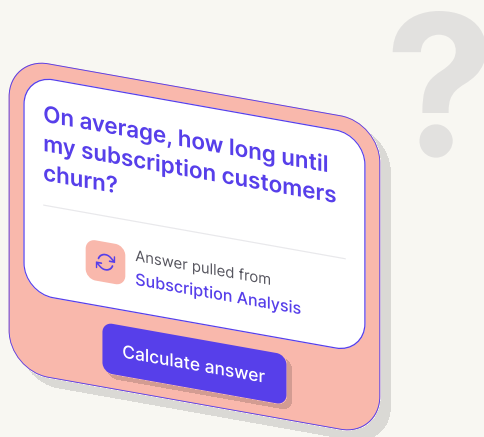 ?
On average, how long until
my subscription customers
churn?
Answer pulled from
Subscription Analysis
Calculate answer